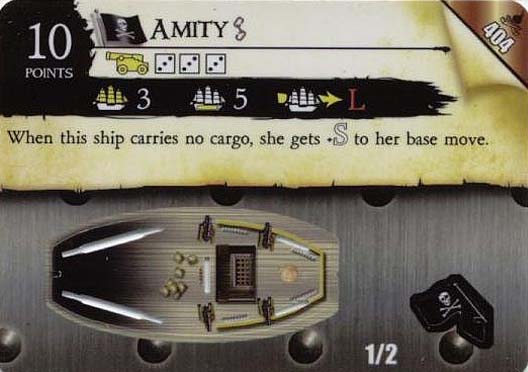 10
POINTS
AMITY
404
3 5 L
When this ship carries no cargo, she gets +S to her base move.
1/2